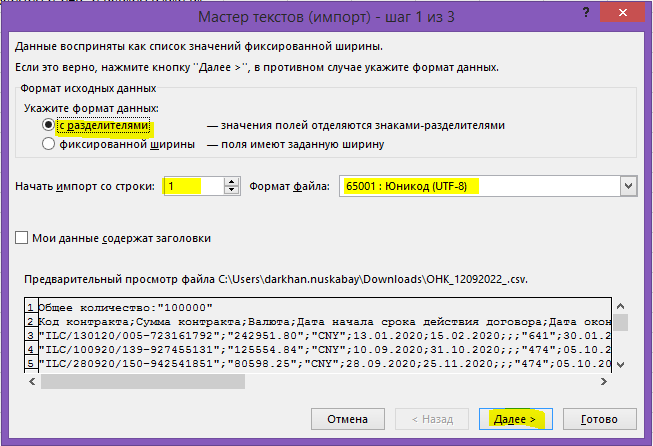 Мастер текстов (импорт) - шаг 1 из 3
Данные восприняты как список значений фиксированной ширины.
Если это верно, нажмите кнопку "Далее >", в противном случае укажите формат данных.
Формат исходных данных
Укажите формат данных:
с разделителями — значения полей отделяются знаками-разделителями
фиксированной ширины — поля имеют заданную ширину
Начать импорт со строки: 1 Формат файла: 65001 : Юникод (UTF-8)
Мои данные содержат заголовки
Предварительный просмотр файла C:\Users\darkhan.nuskabay\Downloads\ОНК_12092022_.csv.
1 Общее количество:"100000"
2 Код контракта;Сумма контракта;Валюта;Дата начала срока действия договора;Дата окон
3 "ILC/130120/005-723161792";"242951.80";"CNY";13.01.2020;15.02.2020;;;"641";30.01.2
4 "ILC/100920/139-927455131";"125554.84";"CNY";10.09.2020;31.10.2020;;;"474";05.10.2
5 "ILC/280920/150-942541851";"80598.25";"CNY";28.09.2020;25.11.2020;;;"474";05.10.20
Отмена < Назад Далее > Готово